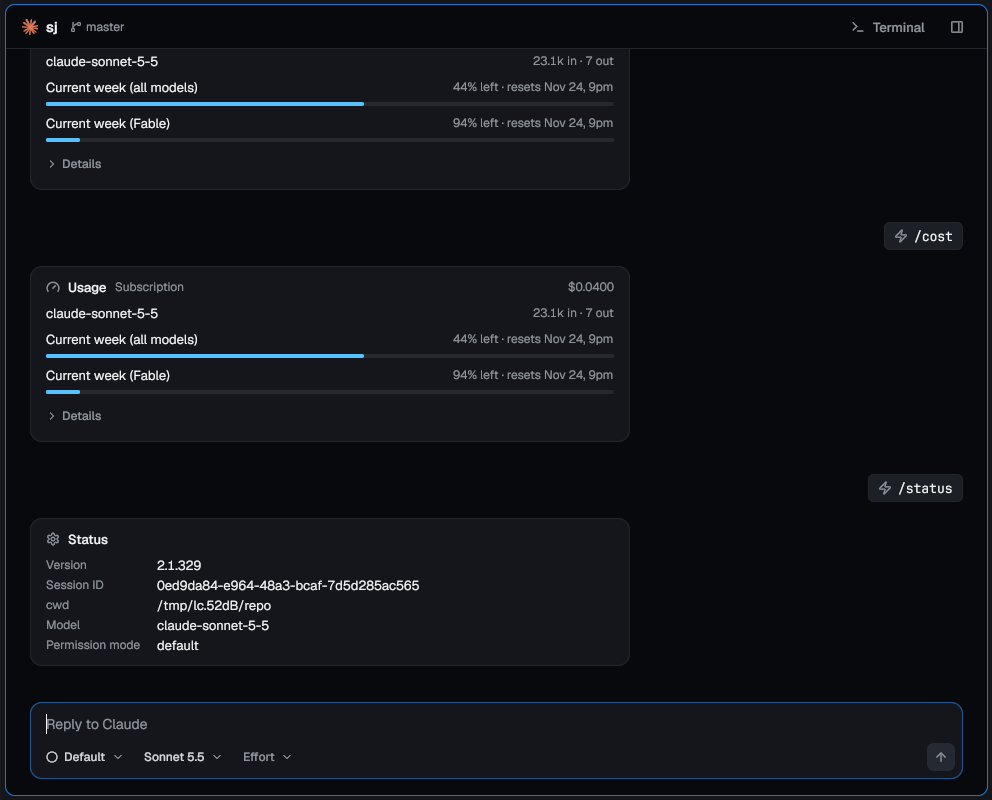 sj master Terminal
claude-sonnet-5-5 23.1k in · 7 out
Current week (all models) 44% left · resets Nov 24, 9pm
Current week (Fable) 94% left · resets Nov 24, 9pm
Details
/cost
Usage Subscription $0.0400
claude-sonnet-5-5 23.1k in · 7 out
Current week (all models) 44% left · resets Nov 24, 9pm
Current week (Fable) 94% left · resets Nov 24, 9pm
Details
/status
Status
Version 2.1.329
Session ID 0ed9da84-e964-48a3-bcaf-7d5d285ac565
cwd /tmp/lc.52dB/repo
Model claude-sonnet-5-5
Permission mode default
Reply to Claude
Default Sonnet 5.5 Effort